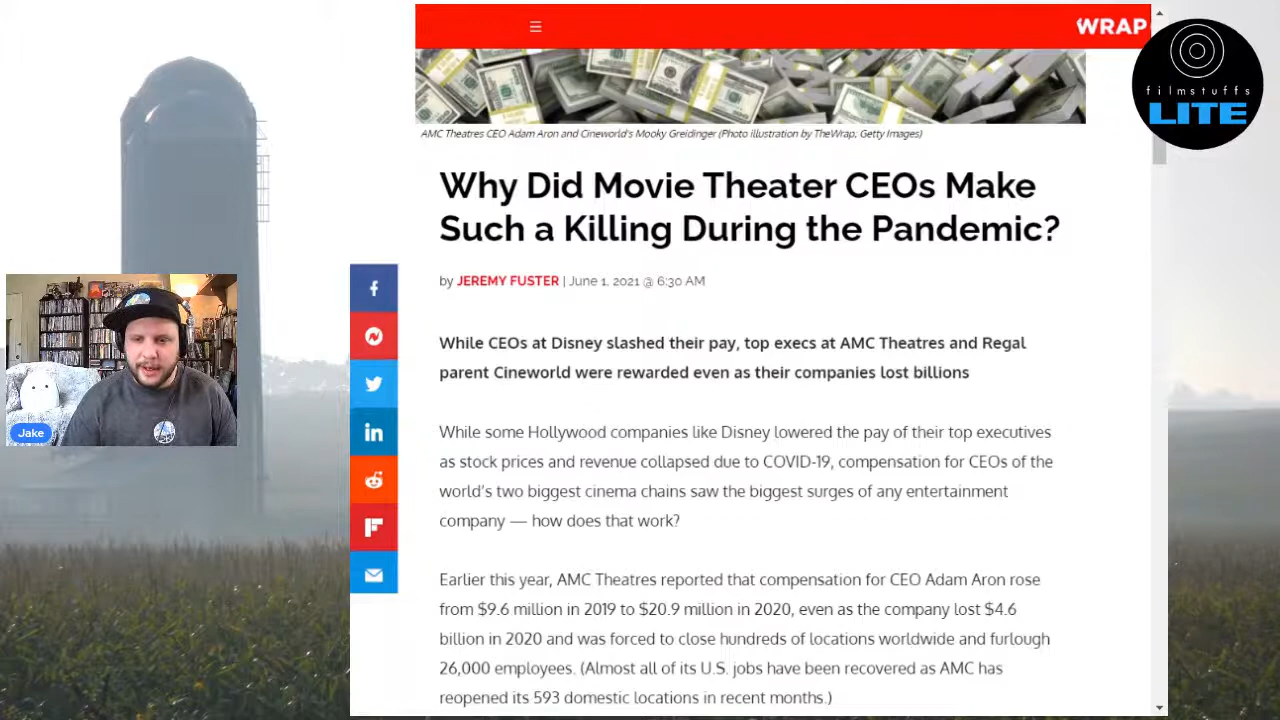 WRAP
filmstuffs
LITE
AMC Theatres CEO Adam Aron and Cineworld's Mooky Greidinger (Photo illustration by TheWrap; Getty Images)
Why Did Movie Theater CEOs Make
Such a Killing During the Pandemic?
by JEREMY FUSTER | June 1, 2021 @ 6:30 AM
While CEOs at Disney slashed their pay, top execs at AMC Theatres and Regal
parent Cineworld were rewarded even as their companies lost billions
Jake
While some Hollywood companies like Disney lowered the pay of their top executives
as stock prices and revenue collapsed due to COVID-19, compensation for CEOs of the
world's two biggest cinema chains saw the biggest surges of any entertainment
company — how does that work?
Earlier this year, AMC Theatres reported that compensation for CEO Adam Aron rose
from $9.6 million in 2019 to $20.9 million in 2020, even as the company lost $4.6
billion in 2020 and was forced to close hundreds of locations worldwide and furlough
26,000 employees. (Almost all of its U.S. jobs have been recovered as AMC has
reopened its 593 domestic locations in recent months.)